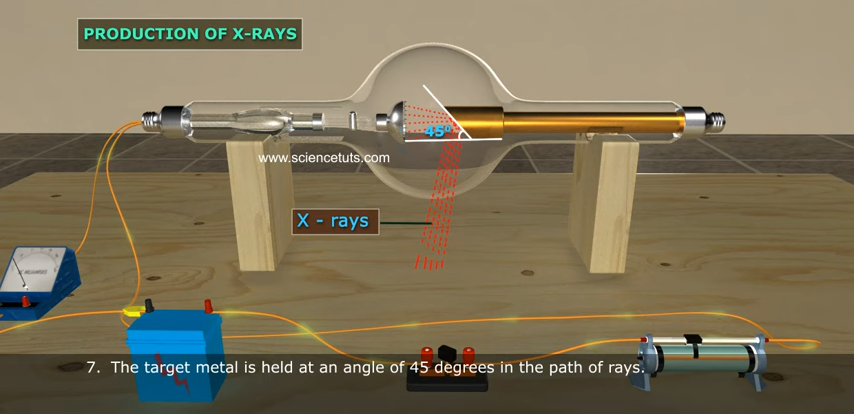 PRODUCTION OF X-RAYS
45°
www.sciencetuts.com
X - rays
7. The target metal is held at an angle of 45 degrees in the path of rays.